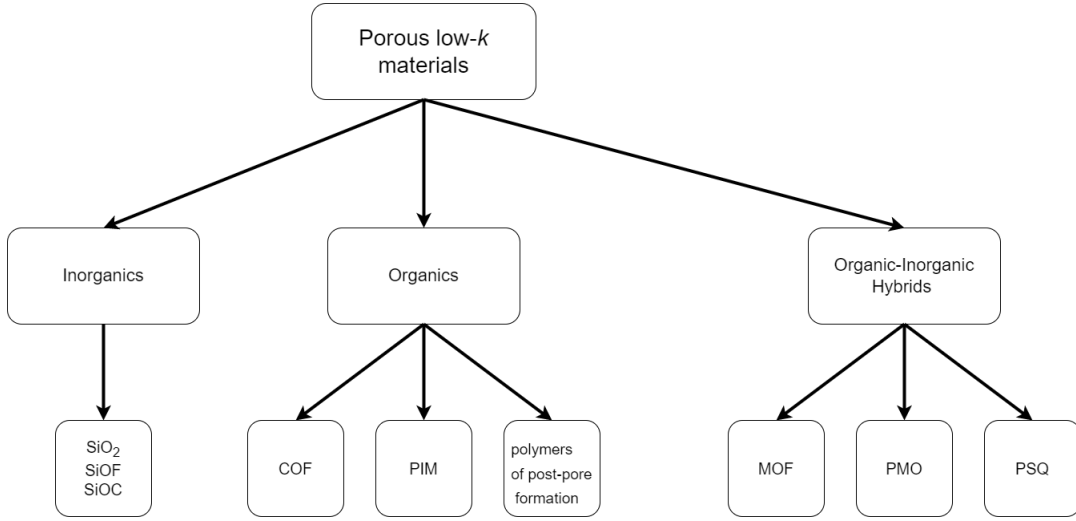 Porous low-k
materials
Inorganics
Organics
Organic-Inorganic
Hybrids
SiO₂
SiOF
SiOC
COF
PIM
polymers
of post-pore
formation
MOF
PMO
PSQ